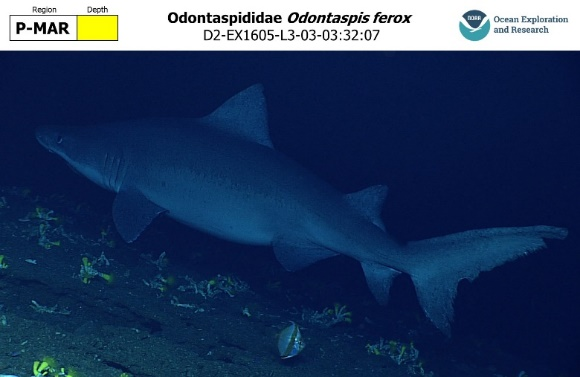 Region Depth
P-MAR
Odontaspididae Odontaspis ferox
D2-EX1605-L3-03-03:32:07
NOAA
Ocean Exploration
and Research